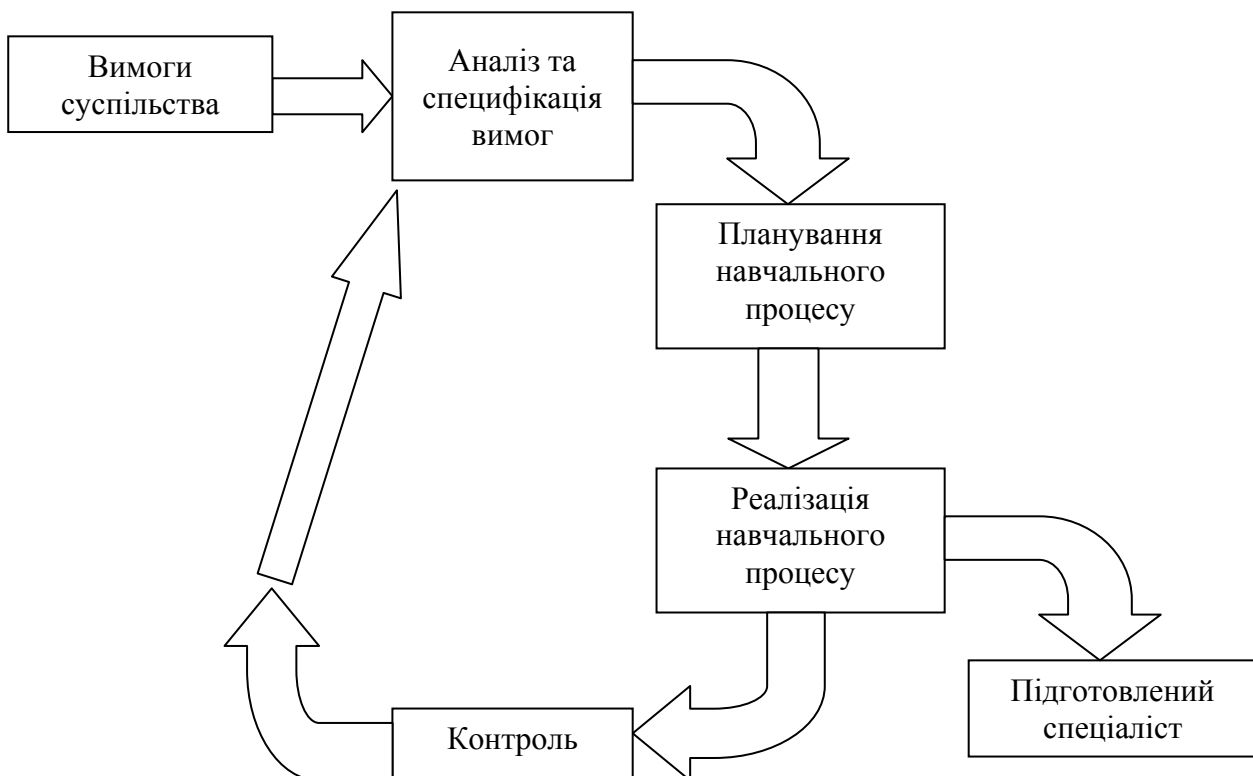 Вимоги
суспільства
Аналіз та
специфікація
вимог
Планування
навчального
процесу
Реалізація
навчального
процесу
Підготовлений
спеціаліст
Контроль